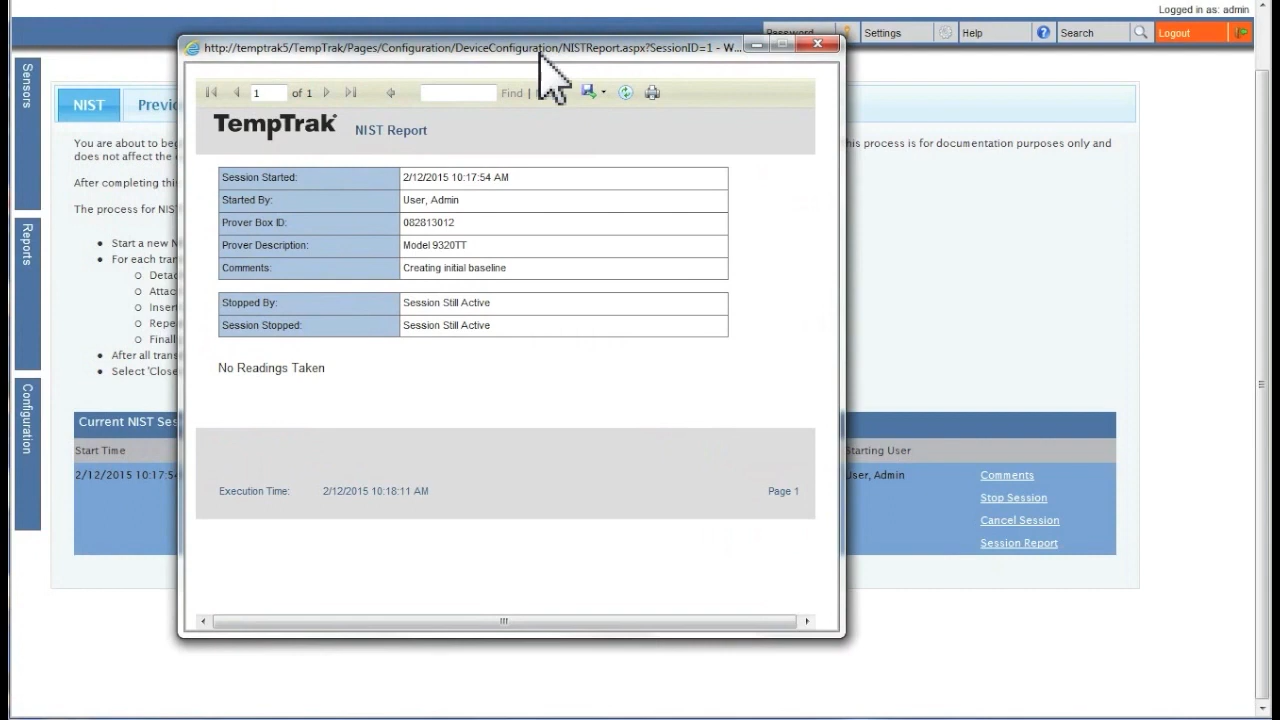 Logged in as: admin
Password Settings Help Search Logout
http://temptrak5/TempTrak/Pages/Configuration/DeviceConfiguration/NISTReport.aspx?SessionID=1 - W...
Sensors
Reports
Configuration
NIST Previ
1 of 1 Find |
TempTrak NIST Report
You are about to beg his process is for documentation purposes only and
does not affect the
After completing thi
The process for NIS
Start a new N
For each tran
Detac
Attac
Inser
Repe
Final
After all trans
Select 'Close
Session Started: 2/12/2015 10:17:54 AM
Started By: User, Admin
Prover Box ID: 082813012
Prover Description: Model 9320TT
Comments: Creating initial baseline
Stopped By: Session Still Active
Session Stopped: Session Still Active
No Readings Taken
Execution Time: 2/12/2015 10:18:11 AM Page 1
Current NIST Ses
Start Time Starting User
2/12/2015 10:17:54 User, Admin Comments
Stop Session
Cancel Session
Session Report